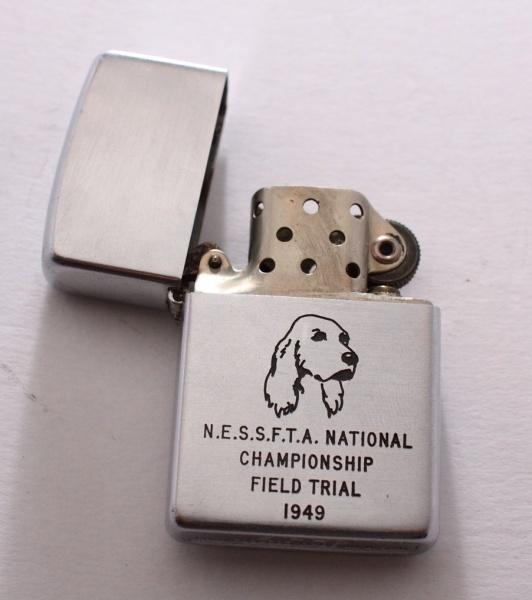 N.E.S.S.F.T.A. NATIONAL
CHAMPIONSHIP
FIELD TRIAL
1949